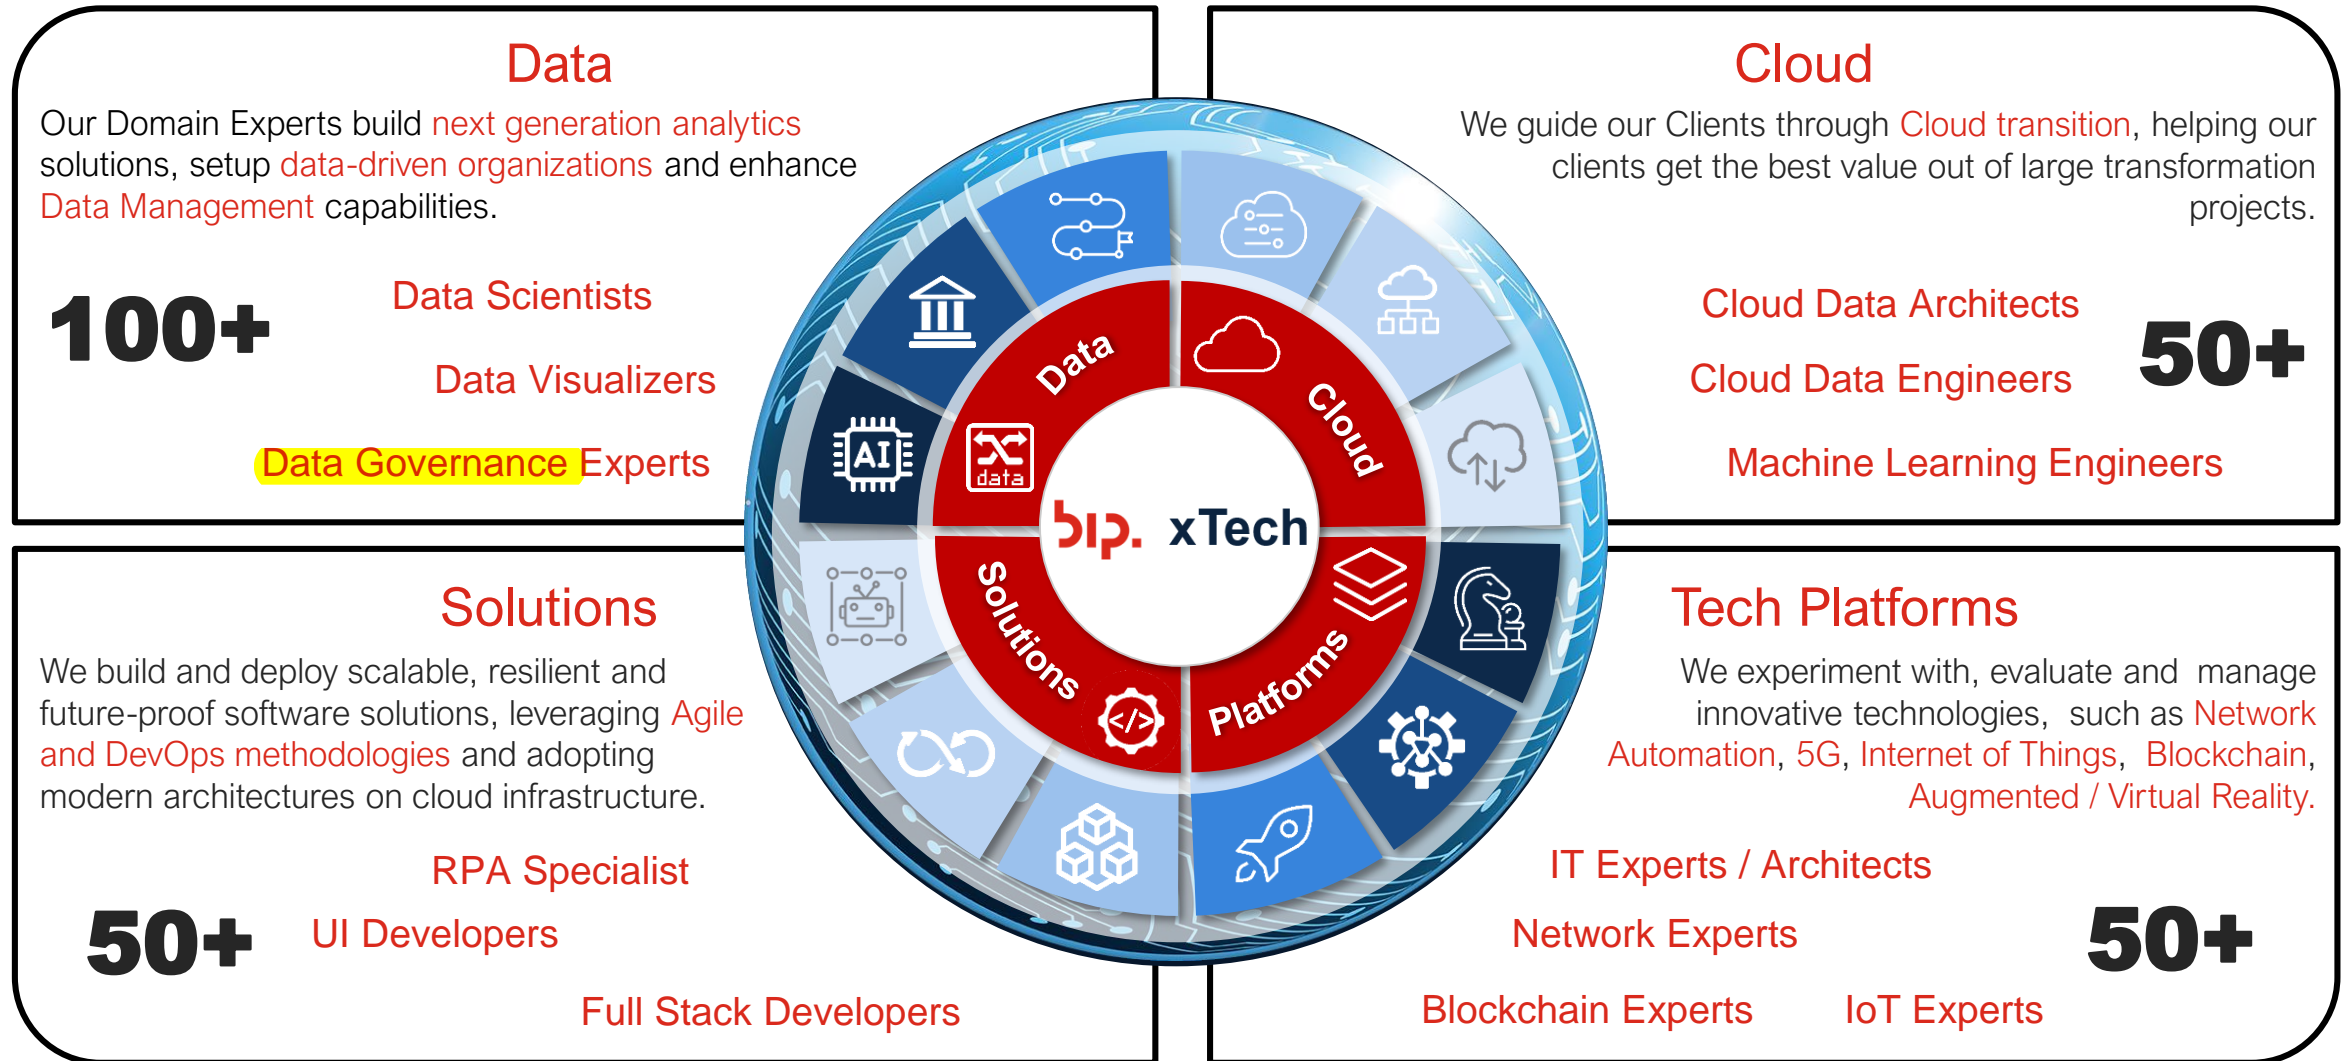 Data
Our Domain Experts build next generation analytics
solutions, setup data-driven organizations and enhance
Data Management capabilities.
100+
Data Scientists
Data Visualizers
Data Governance Experts
Cloud
We guide our Clients through Cloud transition, helping our
clients get the best value out of large transformation
projects.
Cloud Data Architects
Cloud Data Engineers
50+
Machine Learning Engineers
Data
Cloud
AI
data
bip. xTech
Solutions
Platforms
</>
Solutions
We build and deploy scalable, resilient and
future-proof software solutions, leveraging Agile
and DevOps methodologies and adopting
modern architectures on cloud infrastructure.
RPA Specialist
50+
UI Developers
Full Stack Developers
Tech Platforms
We experiment with, evaluate and manage
innovative technologies, such as Network
Automation, 5G, Internet of Things, Blockchain,
Augmented / Virtual Reality.
IT Experts / Architects
Network Experts
50+
Blockchain Experts
IoT Experts